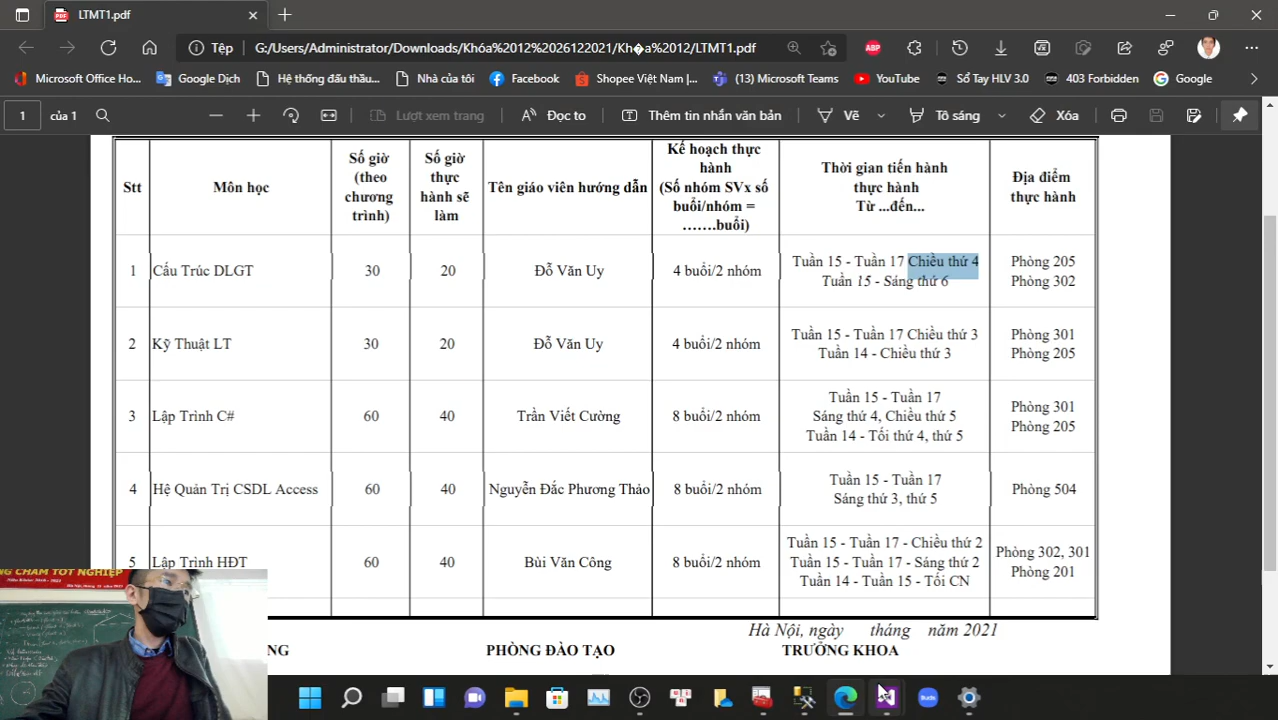 LTMT1.pdf
Tệp
G:/Users/Administrator/Downloads/Khóa%2012%2026122021/Kh�a%2012/LTMT1.pdf
ABP
Microsoft Office Ho...
Google Dịch
Hệ thống đấu thầu...
Nhà của tôi
Facebook
Shopee Việt Nam |...
(13) Microsoft Teams
YouTube
Sổ Tay HLV 3.0
403 Forbidden
Google
1 của 1
Lượt xem trang
Đọc to
Thêm tin nhắn văn bản
Vẽ
Tô sáng
Xóa
Stt
Môn học
Số giờ
(theo
chương
trình)
Số giờ
thực
hành sẽ
làm
Tên giáo viên hướng dẫn
Kế hoạch thực
hành
(Số nhóm SVx số
buổi/nhóm =
…….buổi)
Thời gian tiến hành
thực hành
Từ ...đến...
Địa điểm
thực hành
1
Cấu Trúc DLGT
30
20
Đỗ Văn Uy
4 buổi/2 nhóm
Tuần 15 - Tuần 17 Chiều thứ 4
Tuần 15 - Sáng thứ 6
Phòng 205
Phòng 302
2
Kỹ Thuật LT
30
20
Đỗ Văn Uy
4 buổi/2 nhóm
Tuần 15 - Tuần 17 Chiều thứ 3
Tuần 14 - Chiều thứ 3
Phòng 301
Phòng 205
3
Lập Trình C#
60
40
Trần Viết Cường
8 buổi/2 nhóm
Tuần 15 - Tuần 17
Sáng thứ 4, Chiều thứ 5
Tuần 14 - Tối thứ 4, thứ 5
Phòng 301
Phòng 205
4
Hệ Quản Trị CSDL Access
60
40
Nguyễn Đắc Phương Thảo
8 buổi/2 nhóm
Tuần 15 - Tuần 17
Sáng thứ 3, thứ 5
Phòng 504
5
Lập Trình HĐT
60
40
Bùi Văn Công
8 buổi/2 nhóm
Tuần 15 - Tuần 17 - Chiều thứ 2
Tuần 15 - Tuần 17 - Sáng thứ 2
Tuần 14 - Tuần 15 - Tối CN
Phòng 302, 301
Phòng 201
Hà Nội, ngày tháng năm 2021
NG
PHÒNG ĐÀO TẠO
TRƯỞNG KHOA
NG CHẤM TỐT NGHIỆP